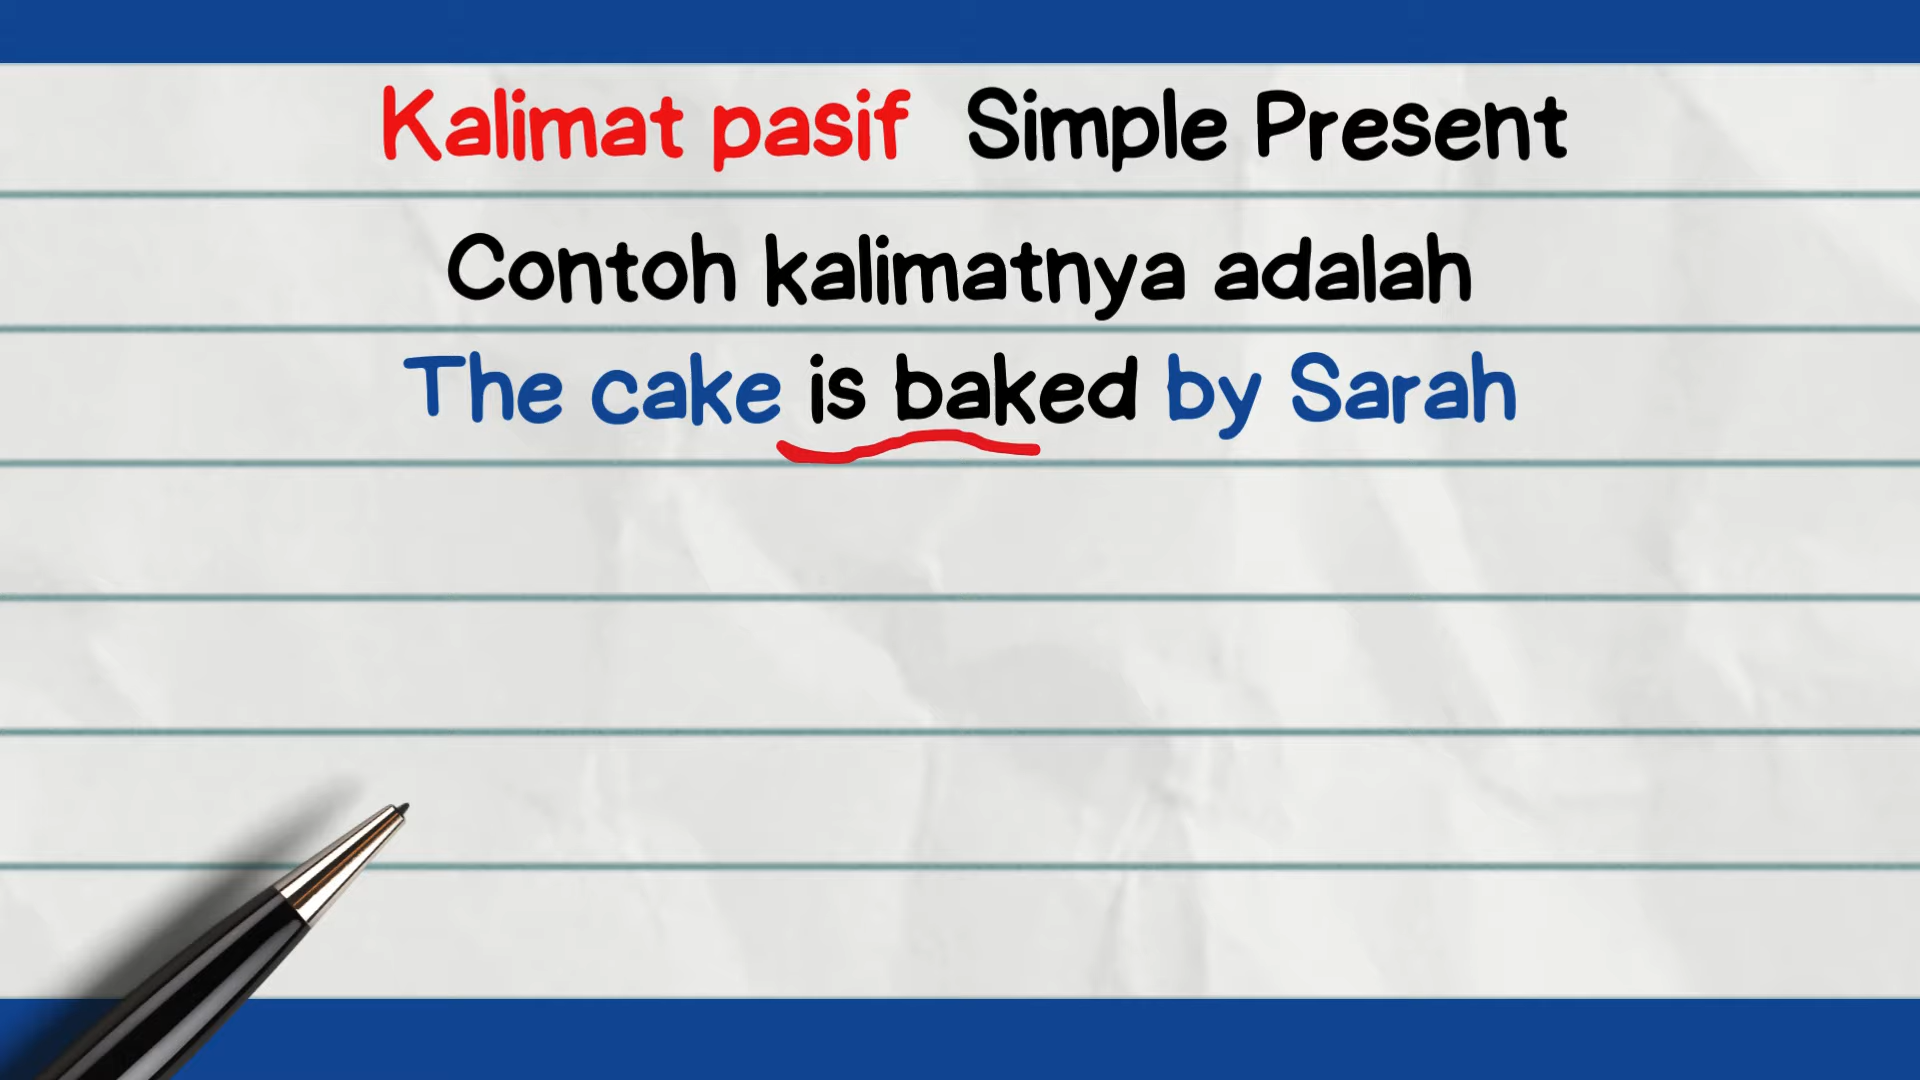 Kalimat pasif Simple Present
Contoh kalimatnya adalah
The cake is baked by Sarah